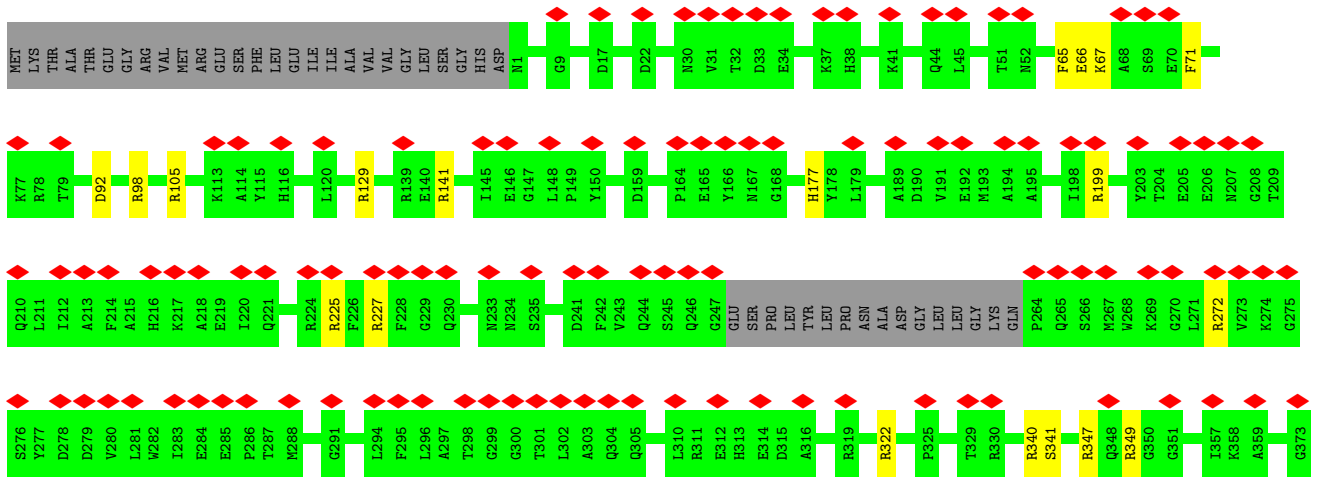 MET LYS THR ALA THR GLU GLY ARG VAL MET ARG GLU SER PHE LEU GLU ILE ILE ALA VAL VAL GLY LEU SER GLY HIS ASP N1 G9 D17 D22 N30 V31 T32 D33 E34 K37 H38 K41 Q44 L45 T51 N52 F65 E66 K67 A68 S69 E70 F71
K77 R78 T79 D92 R98 R105 K113 A114 Y115 H116 L120 R129 R139 E140 R141 I145 E146 G147 L148 P149 Y150 D159 P164 E165 Y166 N167 G168 H177 Y178 L179 A189 D190 V191 E192 M193 A194 A195 I198 R199 Y203 T204 E205 E206 N207 G208 T209
Q210 L211 I212 A213 F214 A215 H216 K217 A218 E219 I220 Q221 R224 R225 F226 R227 F228 G229 Q230 N233 N234 S235 D241 F242 V243 Q244 S245 Q246 G247 GLU SER PRO LEU TYR LEU PRO ASN ALA ASP GLY LEU LEU GLY LYS GLN P264 Q265 S266 M267 W268 K269 G270 L271 R272 V273 K274 G275
S276 Y277 D278 D279 V280 L281 W282 I283 E284 E285 P286 T287 M288 G291 L294 F295 L296 A297 T298 G299 G300 T301 L302 A303 Q304 Q305 L310 R311 E312 H313 E314 D315 A316 R319 R322 P325 T329 R330 R340 S341 R347 Q348 R349 G350 G351 I357 K358 A359 G373